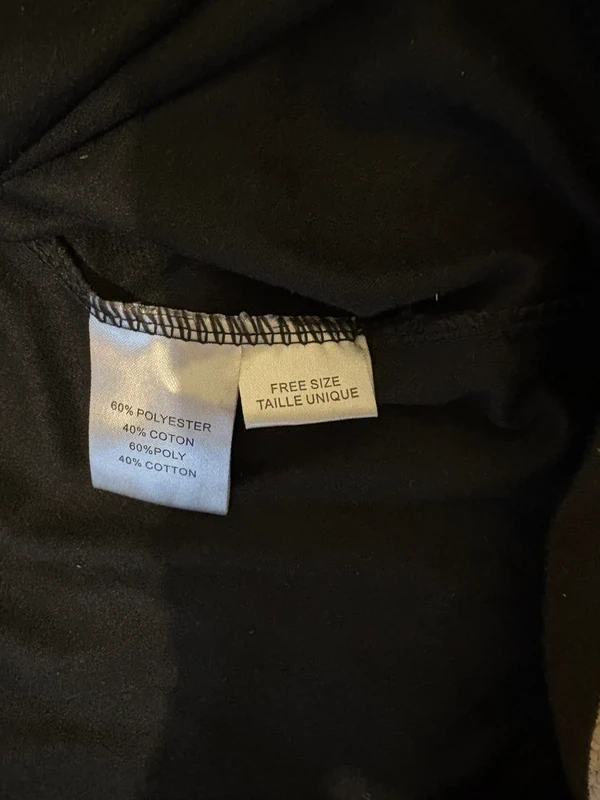 60% POLYESTER
40% COTON
60%POLY
40% COTTON
FREE SIZE
TAILLE UNIQUE